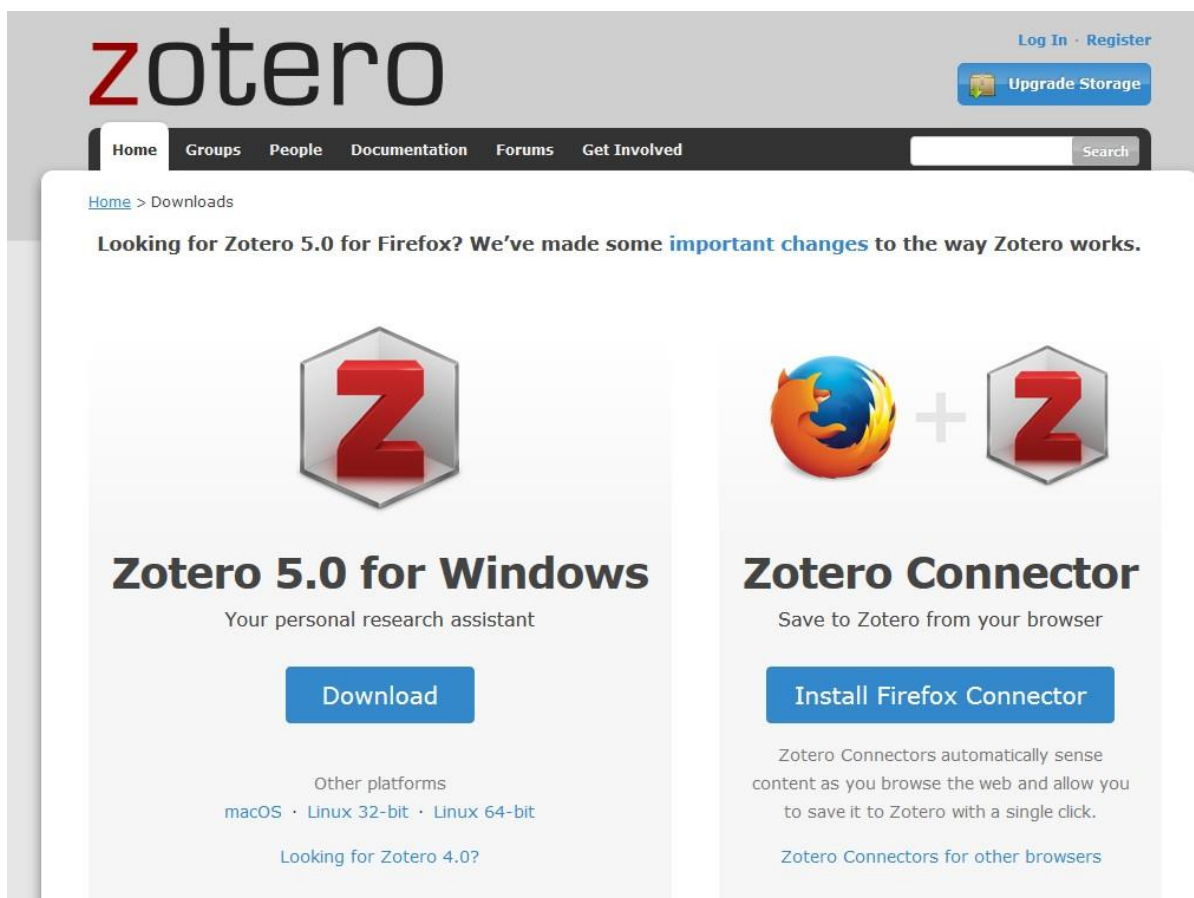 zotero
Log In · Register
Upgrade Storage
Home Groups People Documentation Forums Get Involved
Search
Home > Downloads
Looking for Zotero 5.0 for Firefox? We’ve made some important changes to the way Zotero works.
Z
+
Z
Zotero 5.0 for Windows
Your personal research assistant
Download
Other platforms
macOS · Linux 32-bit · Linux 64-bit
Looking for Zotero 4.0?
Zotero Connector
Save to Zotero from your browser
Install Firefox Connector
Zotero Connectors automatically sense
content as you browse the web and allow you
to save it to Zotero with a single click.
Zotero Connectors for other browsers